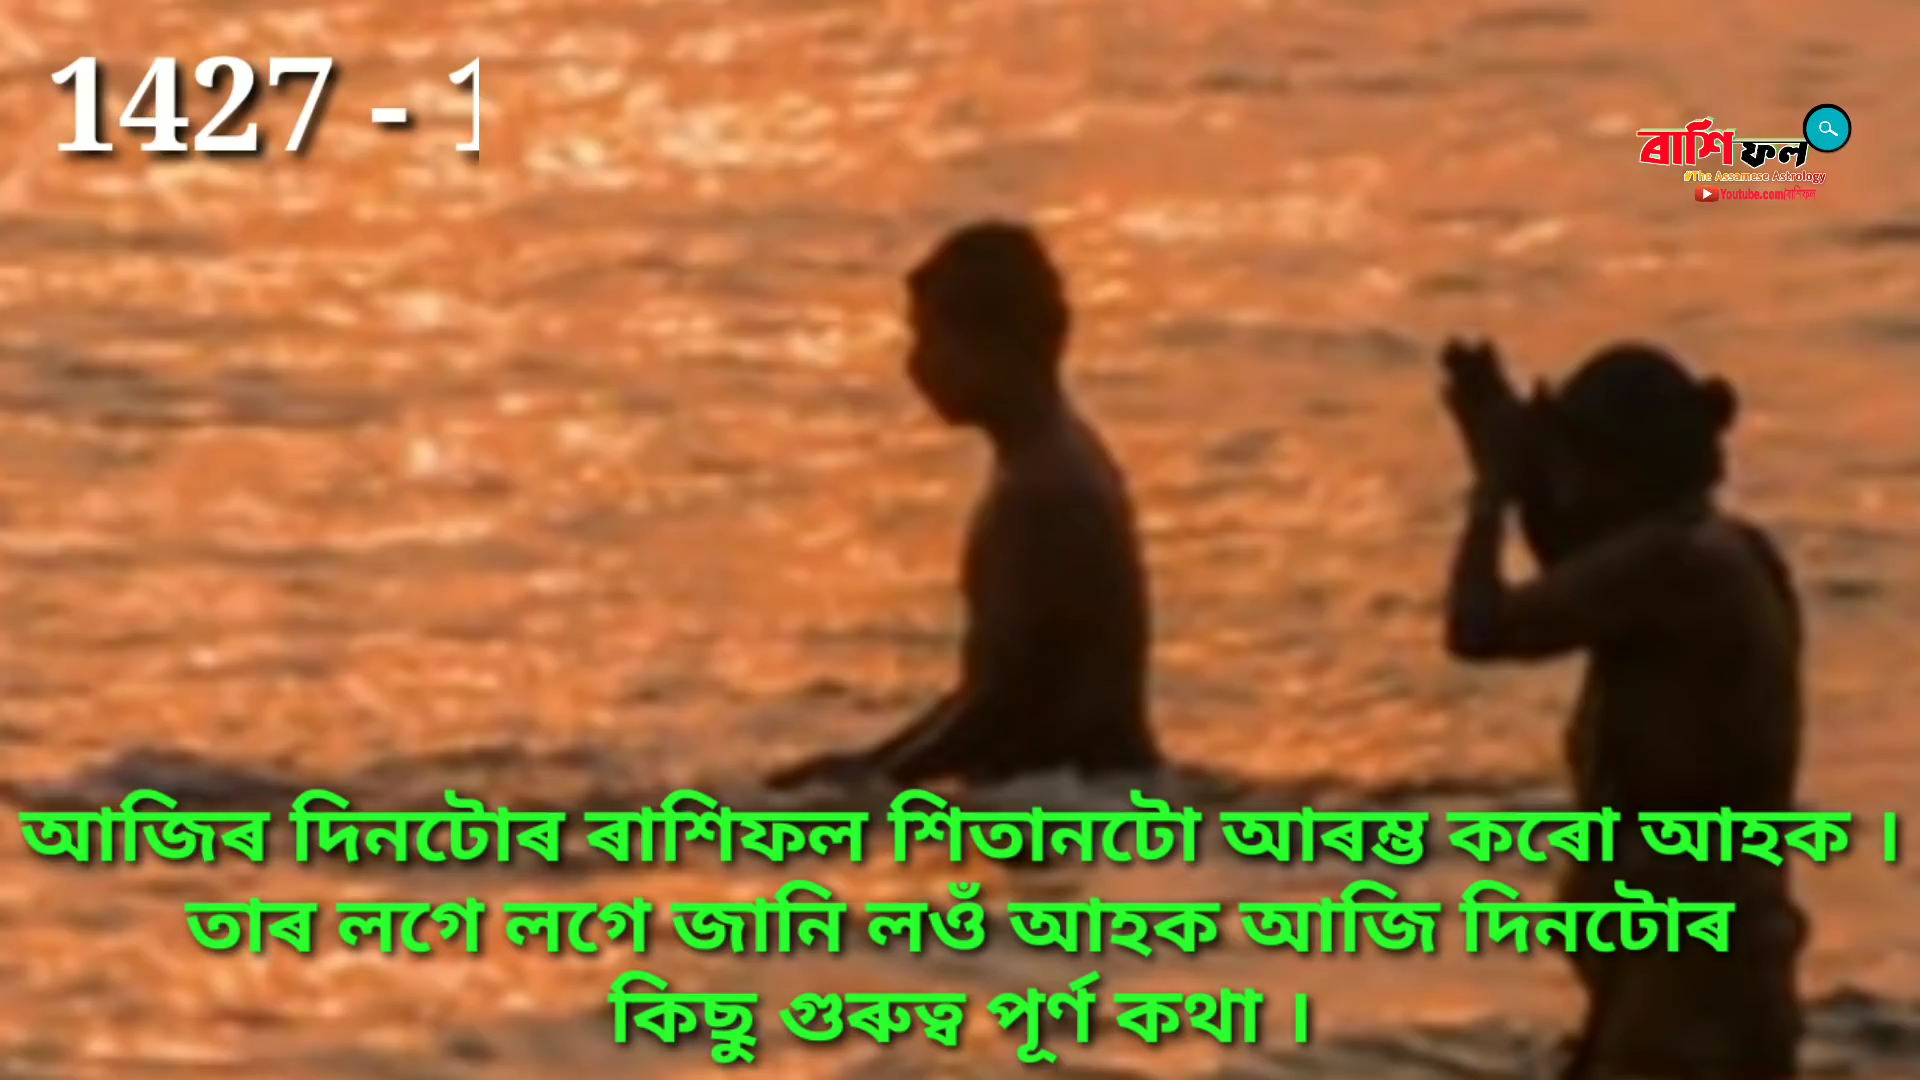 1427 - 1
ৰাশি ফল
#The Assamese Astrology
Youtube.com/ৰাশিফল
আজিৰ দিনটোৰ ৰাশিফল শিতানটো আৰম্ভ কৰো আহক ।
তাৰ লগে লগে জানি লওঁ আহক আজি দিনটোৰ
কিছু গুৰুত্ব পূৰ্ণ কথা ।